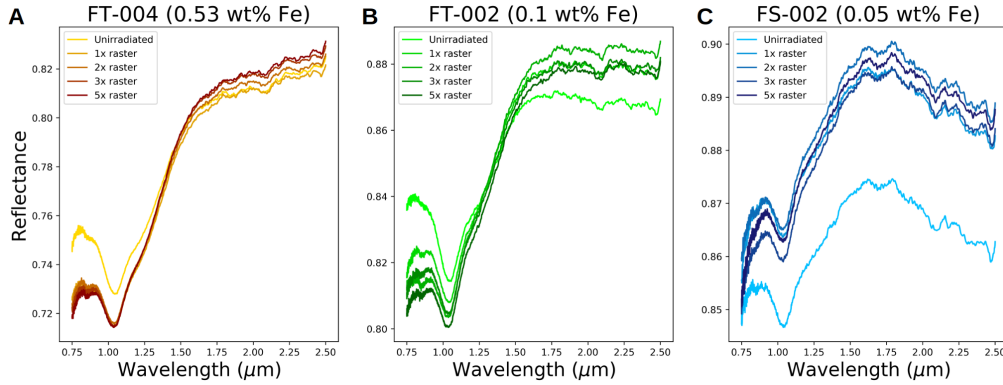 A
FT-004 (0.53 wt% Fe)
Unirradiated
1x raster
2x raster
3x raster
5x raster
Reflectance
0.82
0.80
0.78
0.76
0.74
0.72
0.75 1.00 1.25 1.50 1.75 2.00 2.25 2.50
Wavelength (μm)
B
FT-002 (0.1 wt% Fe)
Unirradiated
1x raster
2x raster
3x raster
5x raster
0.88
0.86
0.84
0.82
0.80
0.75 1.00 1.25 1.50 1.75 2.00 2.25 2.50
Wavelength (μm)
C
FS-002 (0.05 wt% Fe)
Unirradiated
1x raster
2x raster
3x raster
5x raster
0.90
0.89
0.88
0.87
0.86
0.85
0.75 1.00 1.25 1.50 1.75 2.00 2.25 2.50
Wavelength (μm)